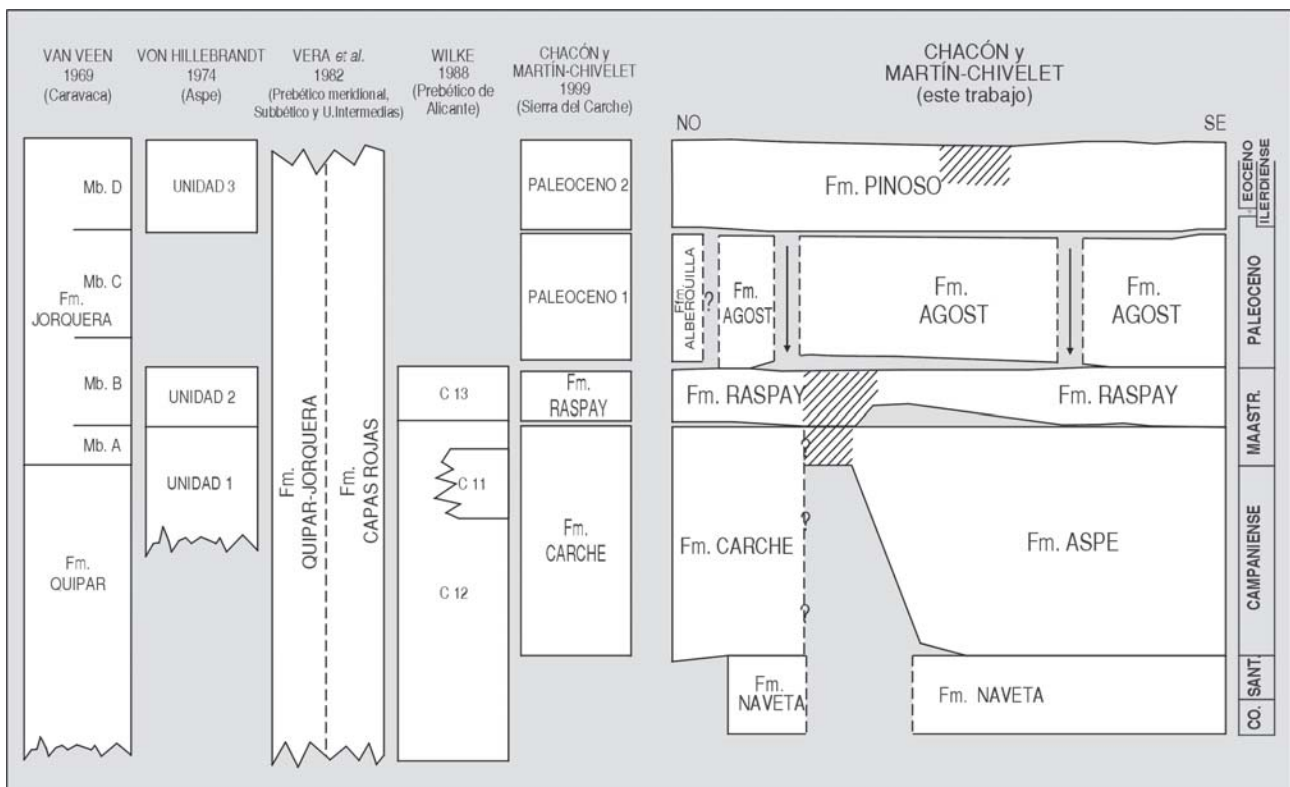 VAN VEEN
1969
(Caravaca)
VON HILLEBRANDT
1974
(Aspe)
VERA et al.
1982
(Prebético meridional,
Subbético y U.Intermedias)
WILKE
1988
(Prebético de
Alicante)
CHACÓN y
MARTÍN-CHIVELET
1999
(Sierra del Carche)
CHACÓN y
MARTÍN-CHIVELET
(este trabajo)
NO
SE
Mb. D
Mb. C
Fm.
JORQUERA
Mb. B
Mb. A
Fm.
QUIPAR
UNIDAD 3
UNIDAD 2
UNIDAD 1
Fm.
QUIPAR-JORQUERA
Fm.
CAPAS ROJAS
C 13
C 11
C 12
PALEOCENO 2
PALEOCENO 1
Fm.
RASPAY
Fm.
CARCHE
Fm. PINOSO
ALBERQUILLA
?
Fm.
AGOST
Fm.
AGOST
Fm.
AGOST
Fm. RASPAY
Fm. RASPAY
?
?
?
Fm. CARCHE
Fm. ASPE
Fm.
NAVETA
Fm. NAVETA
EOCENO
ILERDIENSE
PALEOCENO
MAASTR.
CAMPANIENSE
SANT.
CO.